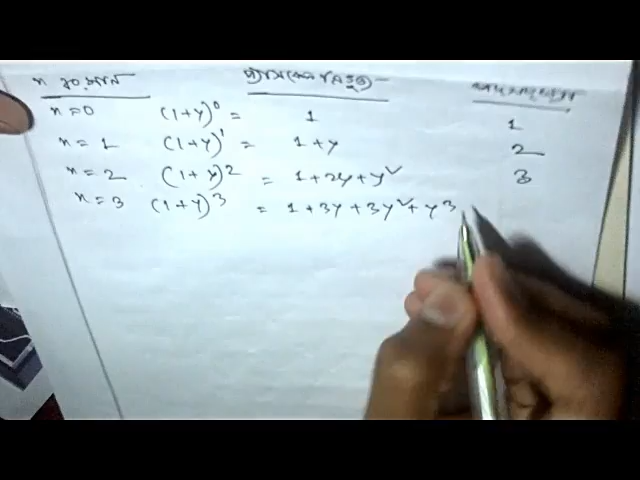 n এর মান
n = 0 (1+y)⁰ = 1 1
n = 1 (1+y)¹ = 1+y 2
n = 2 (1+y)² = 1+2y+y² 3
n = 3 (1+y)³ = 1+3y+3y²+y³